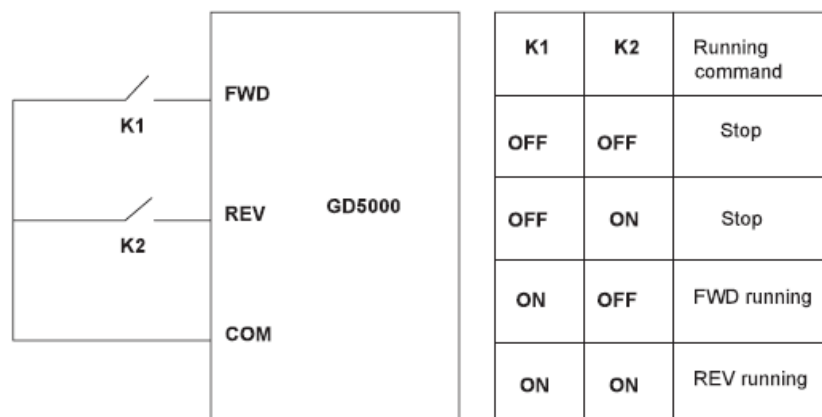 FWD
K1
REV
GD5000
K2
COM
K1 K2 Running
command
OFF OFF Stop
OFF ON Stop
ON OFF FWD running
ON ON REV running